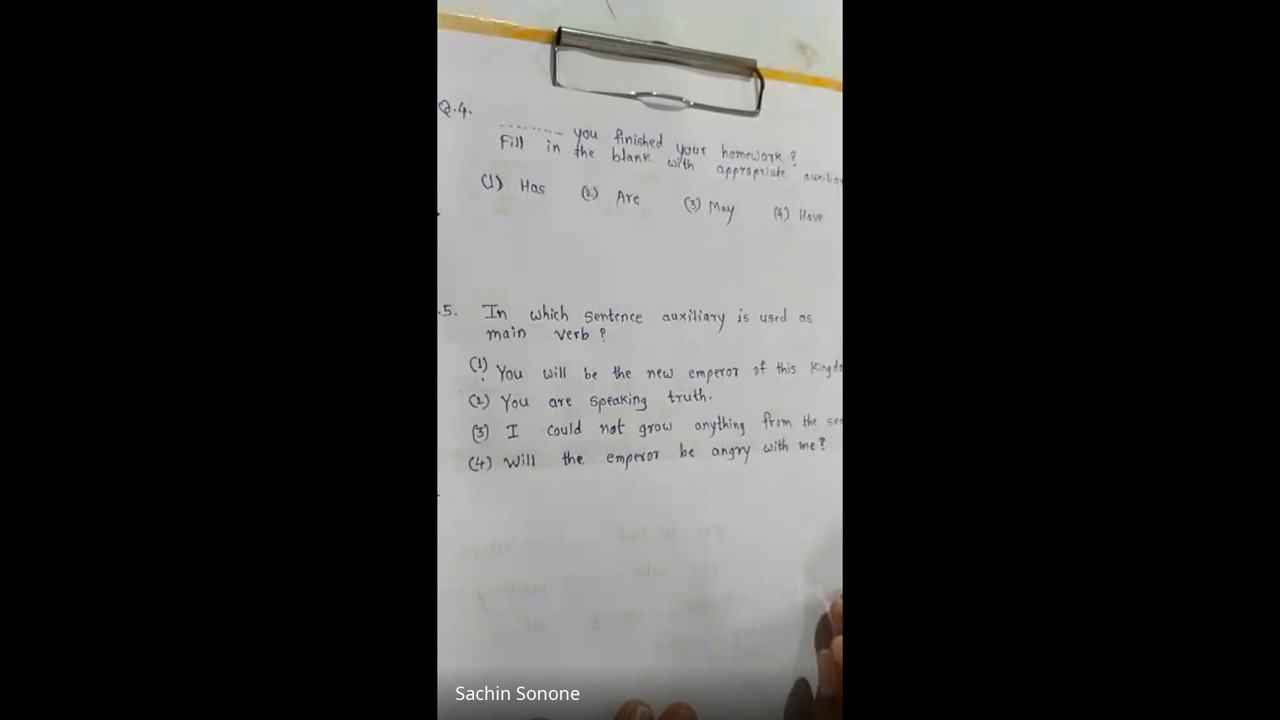 Q.4.
---------- you finished your homework?
Fill in the blank with appropriate
(1) Has (2) Are (3) May (4) Have
.5. In which sentence auxiliary is used as
main verb?
(1) You will be the new emperor of this
(2) You are speaking truth.
(3) I could not grow anything from the
(4) Will the emperor be angry with me?
Sachin Sonone